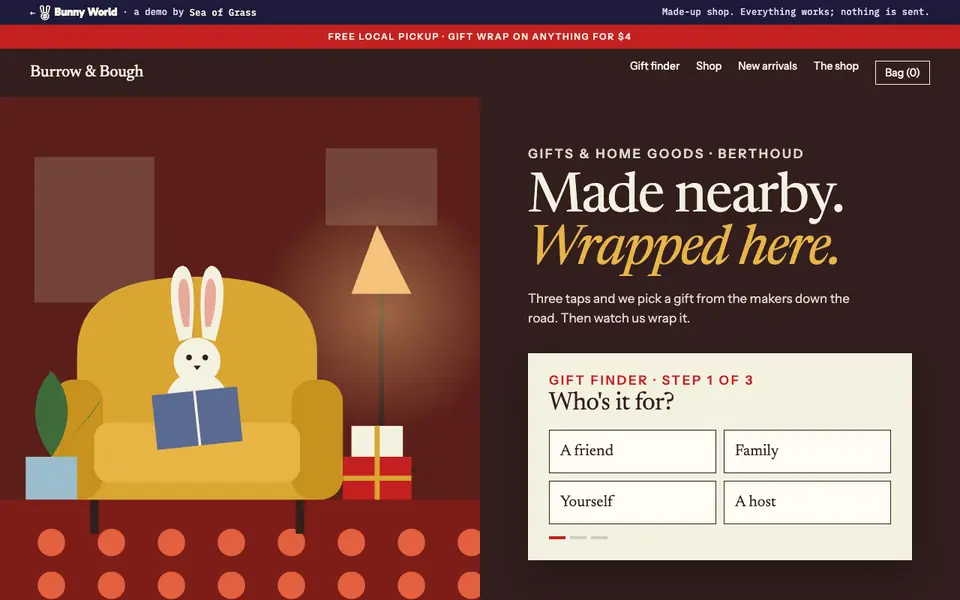 ← Bunny World · a demo by Sea of Grass
Made-up shop. Everything works; nothing is sent.
FREE LOCAL PICKUP · GIFT WRAP ON ANYTHING FOR $4
Burrow & Bough
Gift finder
Shop
New arrivals
The shop
Bag (0)
GIFTS & HOME GOODS · BERTHOUD
Made nearby.
Wrapped here.
Three taps and we pick a gift from the makers down the
road. Then watch us wrap it.
GIFT FINDER · STEP 1 OF 3
Who's it for?
A friend
Family
Yourself
A host